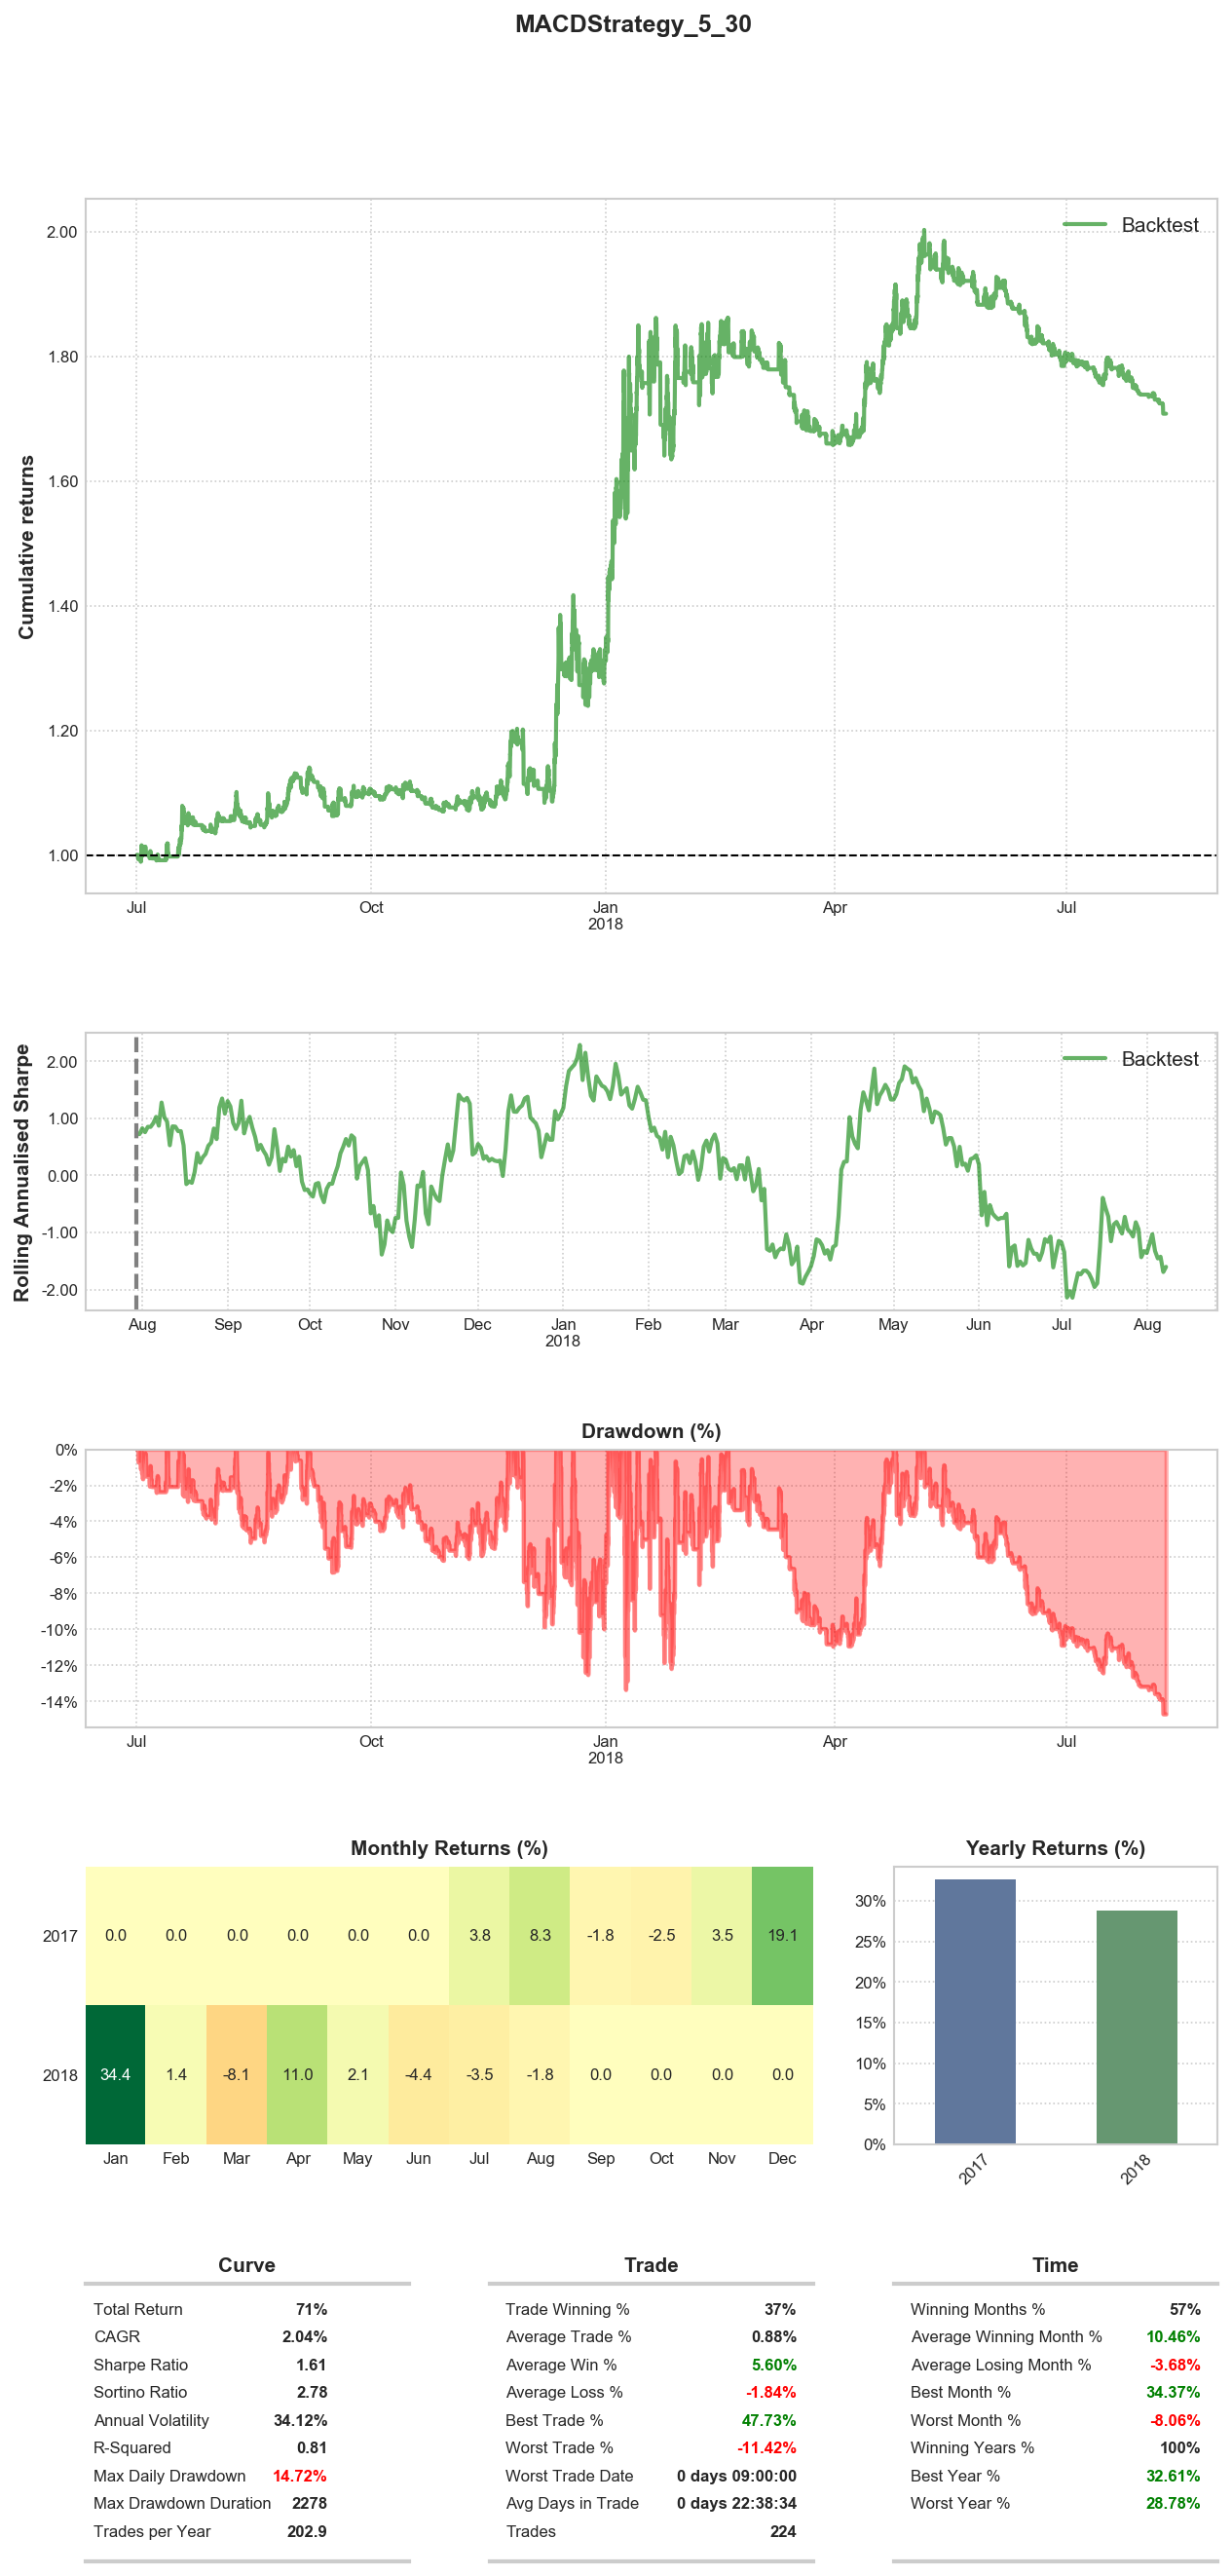 MACDStrategy_5_30
Backtest
Cumulative returns
2.00
1.80
1.60
1.40
1.20
1.00
Jul Oct Jan Apr Jul
2018
Backtest
Rolling Annualised Sharpe
2.00
1.00
0.00
-1.00
-2.00
Aug Sep Oct Nov Dec Jan Feb Mar Apr May Jun Jul Aug
2018
Drawdown (%)
0%
-2%
-4%
-6%
-8%
-10%
-12%
-14%
Jul Oct Jan Apr Jul
2018
Monthly Returns (%)
2017 0.0 0.0 0.0 0.0 0.0 0.0 3.8 8.3 -1.8 -2.5 3.5 19.1
2018 34.4 1.4 -8.1 11.0 2.1 -4.4 -3.5 -1.8 0.0 0.0 0.0 0.0
Jan Feb Mar Apr May Jun Jul Aug Sep Oct Nov Dec
Yearly Returns (%)
30%
25%
20%
15%
10%
5%
0%
2017 2018
Curve
Total Return 71%
CAGR 2.04%
Sharpe Ratio 1.61
Sortino Ratio 2.78
Annual Volatility 34.12%
R-Squared 0.81
Max Daily Drawdown 14.72%
Max Drawdown Duration 2278
Trades per Year 202.9
Trade
Trade Winning % 37%
Average Trade % 0.88%
Average Win % 5.60%
Average Loss % -1.84%
Best Trade % 47.73%
Worst Trade % -11.42%
Worst Trade Date 0 days 09:00:00
Avg Days in Trade 0 days 22:38:34
Trades 224
Time
Winning Months % 57%
Average Winning Month % 10.46%
Average Losing Month % -3.68%
Best Month % 34.37%
Worst Month % -8.06%
Winning Years % 100%
Best Year % 32.61%
Worst Year % 28.78%